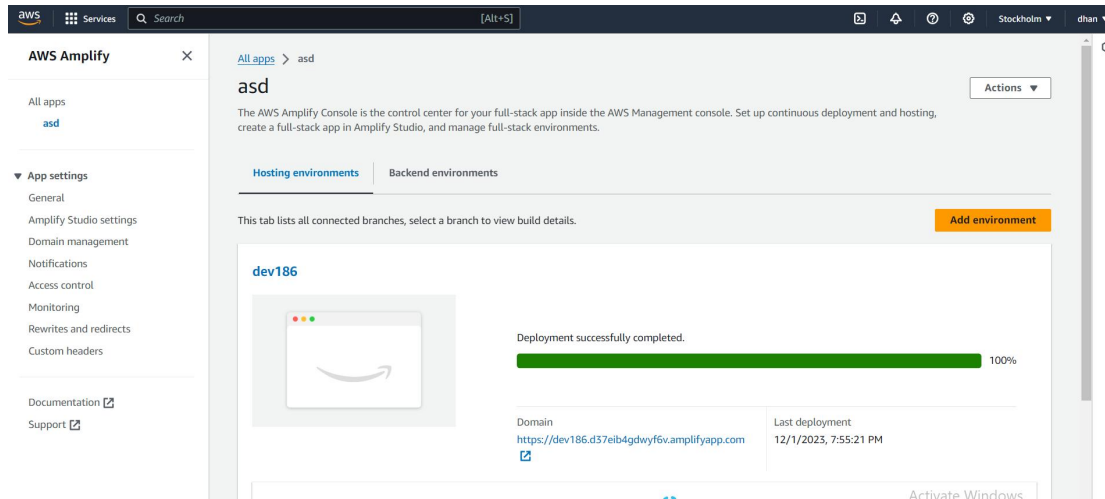 aws
Services
Search
[Alt+S]
Stockholm ▼
dhan ▼
AWS Amplify
All apps
asd
▼ App settings
General
Amplify Studio settings
Domain management
Notifications
Access control
Monitoring
Rewrites and redirects
Custom headers
Documentation
Support
All apps > asd
asd
Actions ▼
The AWS Amplify Console is the control center for your full-stack app inside the AWS Management console. Set up continuous deployment and hosting,
create a full-stack app in Amplify Studio, and manage full-stack environments.
Hosting environments
Backend environments
This tab lists all connected branches, select a branch to view build details.
Add environment
dev186
Deployment successfully completed.
100%
Domain
https://dev186.d37eib4gdwyf6v.amplifyapp.com
Last deployment
12/1/2023, 7:55:21 PM
Activate Windows